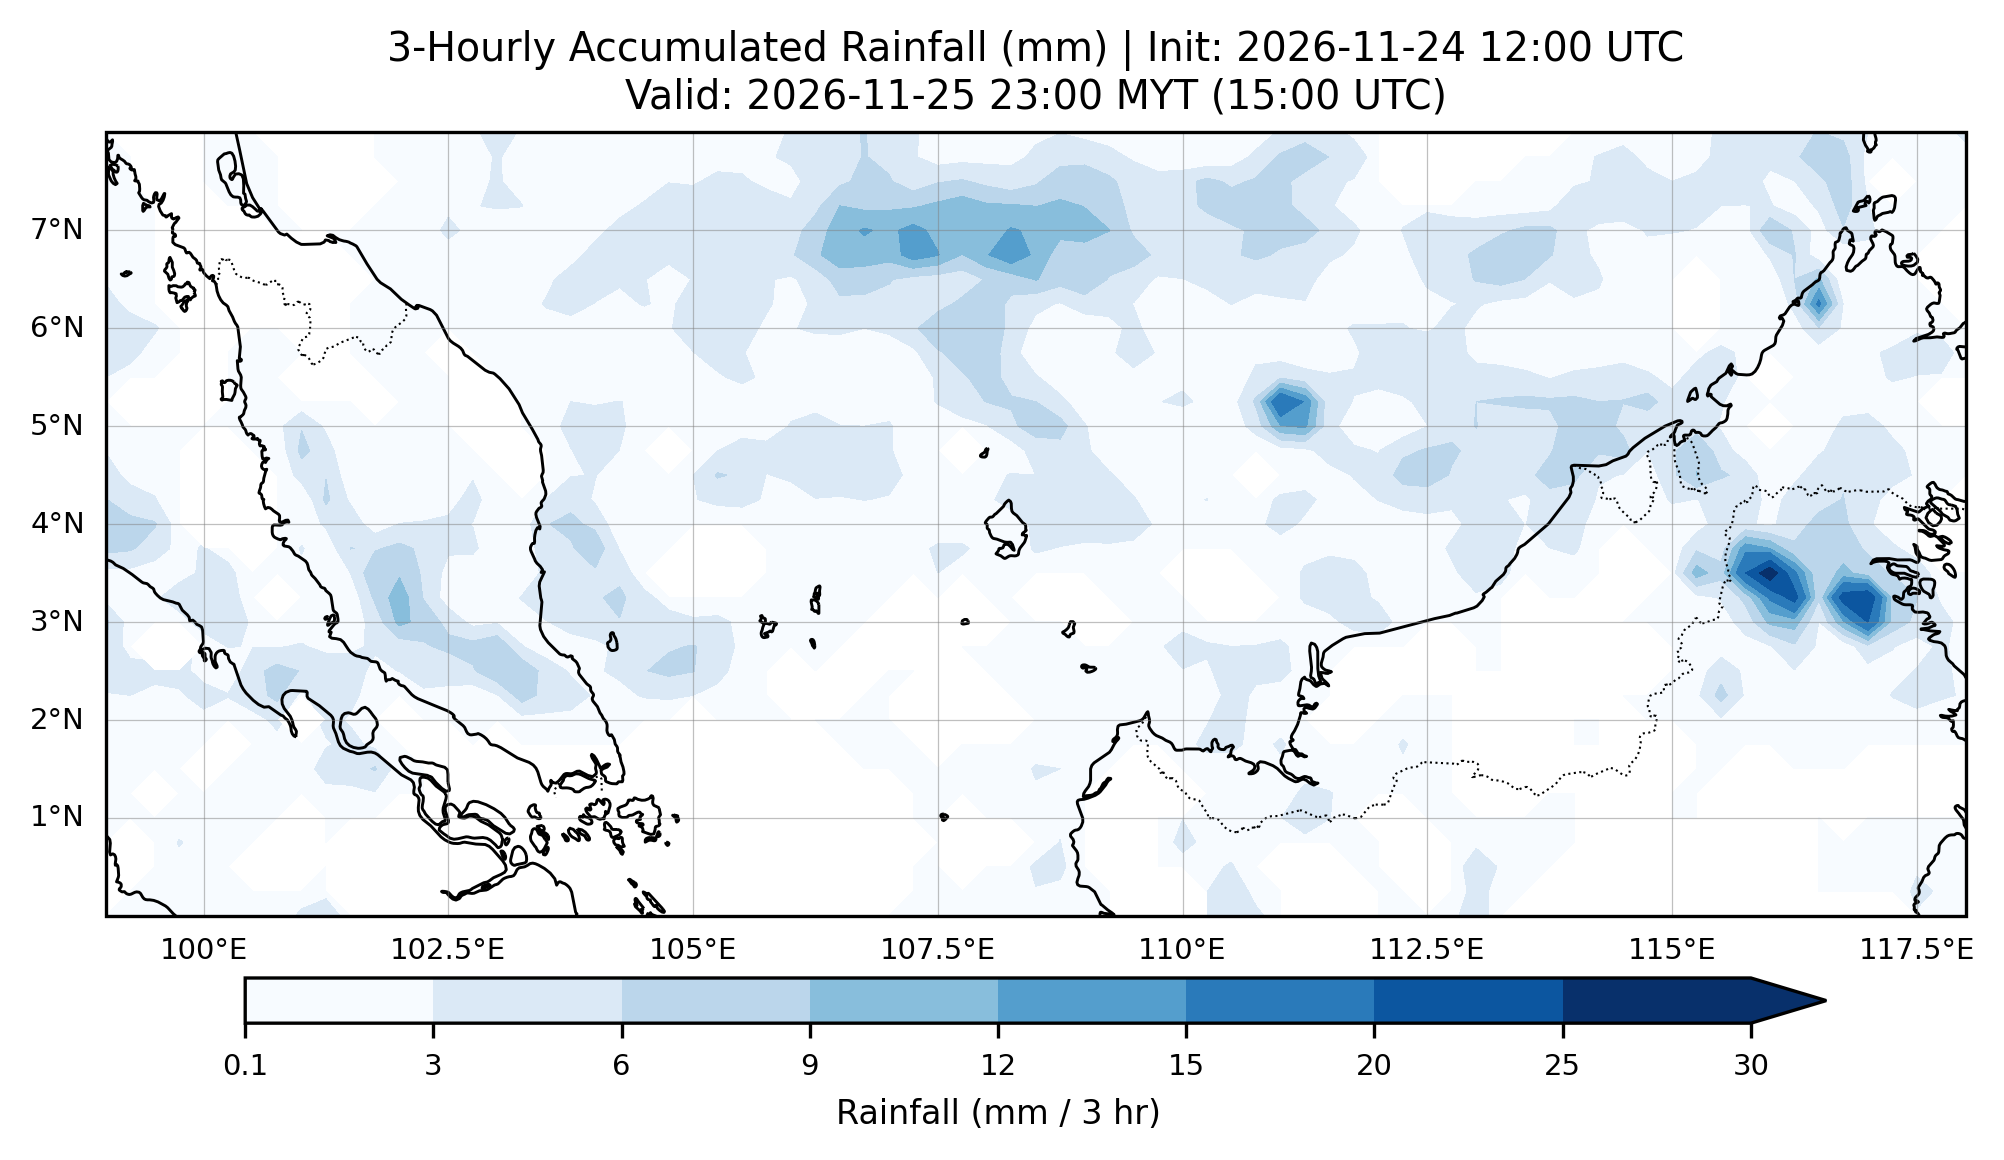 3-Hourly Accumulated Rainfall (mm) | Init: 2026-11-24 12:00 UTC
Valid: 2026-11-25 23:00 MYT (15:00 UTC)
7°N
6°N
5°N
4°N
3°N
2°N
1°N
100°E 102.5°E 105°E 107.5°E 110°E 112.5°E 115°E 117.5°E
0.1 3 6 9 12 15 20 25 30
Rainfall (mm / 3 hr)